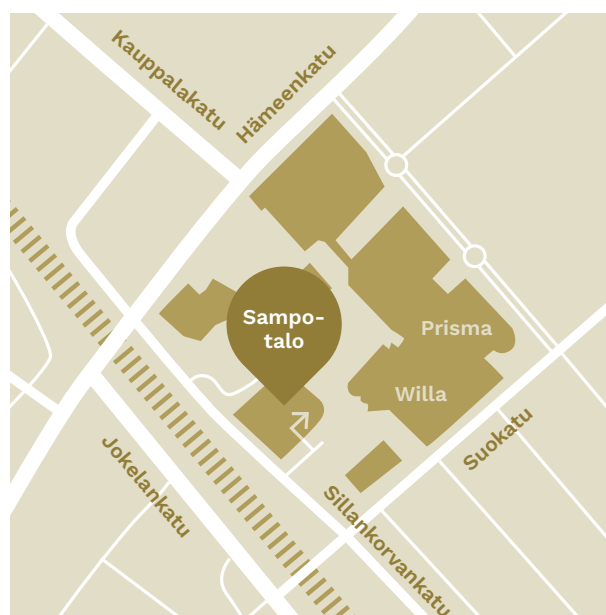 Kauppalakatu
Hämeenkatu
Sampo-
talo
Prisma
Willa
Suokatu
Jokelankatu
Sillankorvankatu